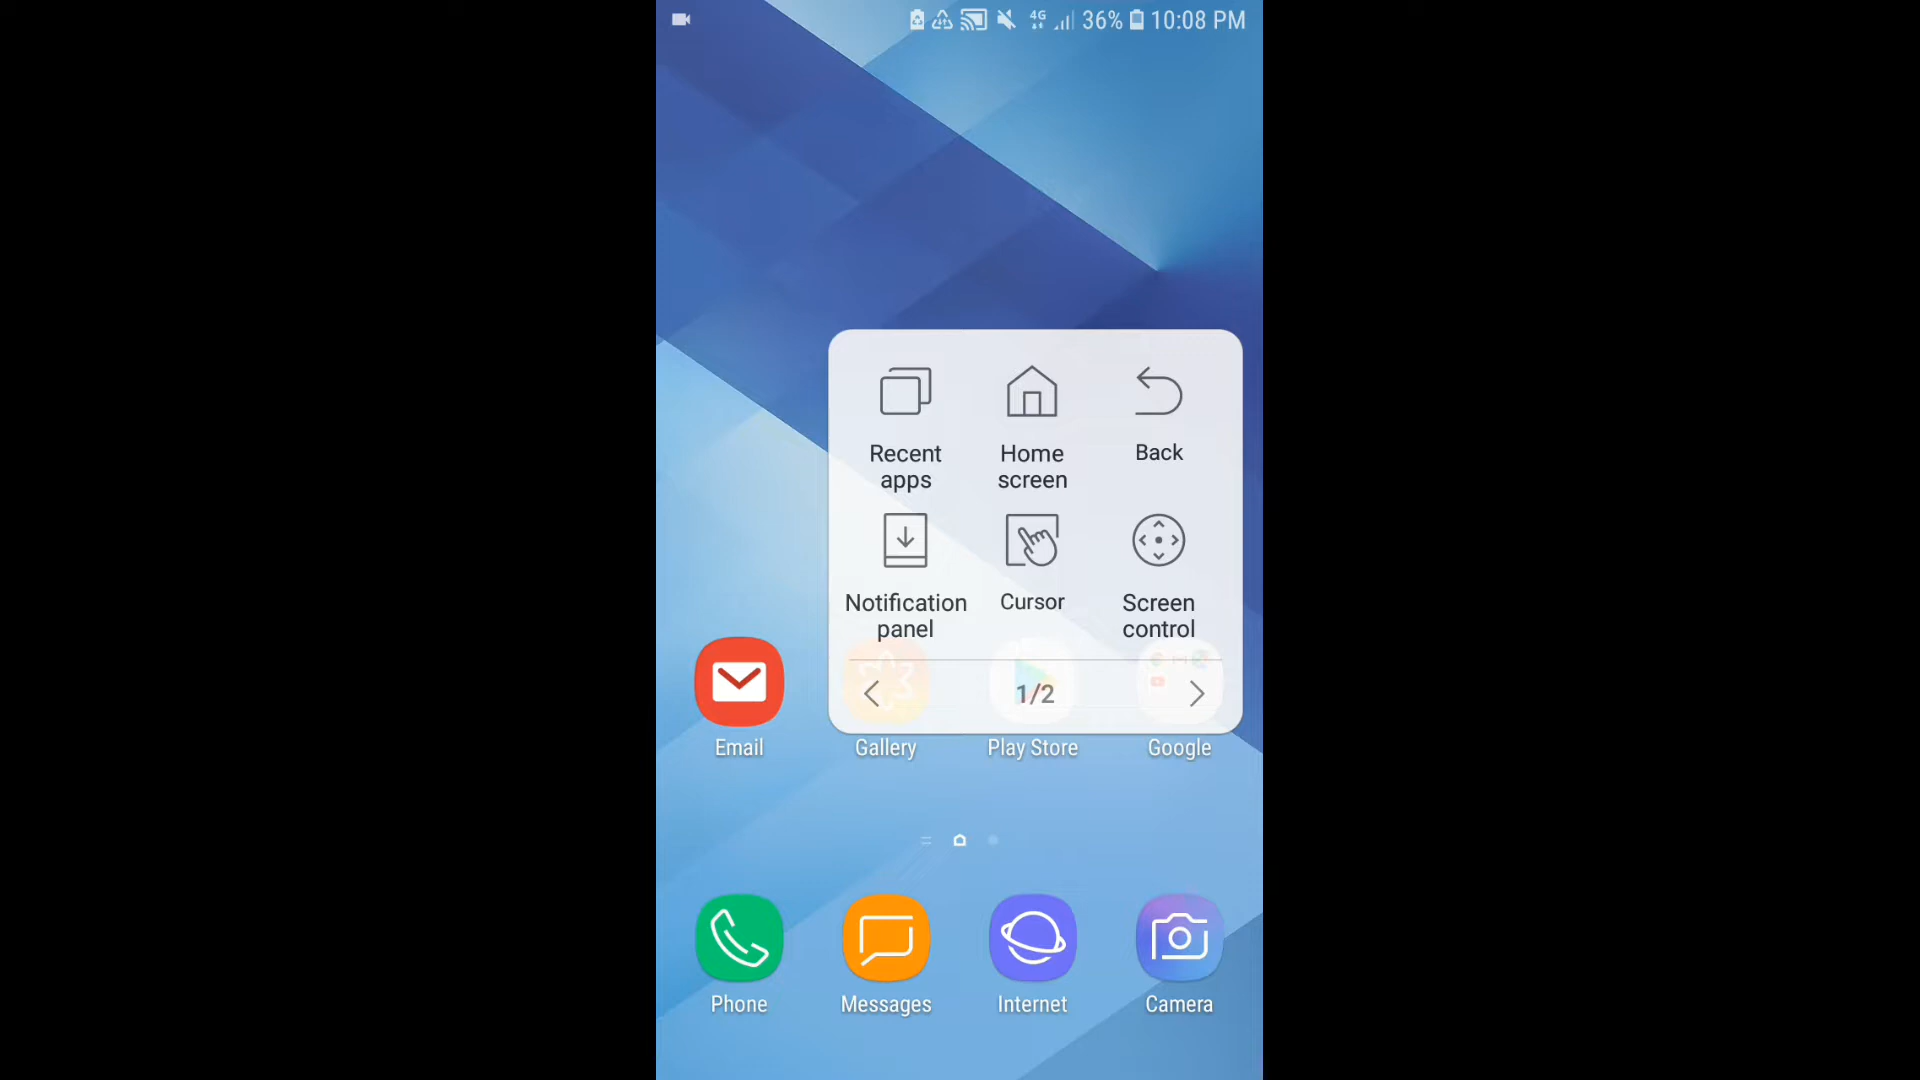 4G 36% 10:08 PM
Recent apps
Home screen
Back
Notification panel
Cursor
Screen control
1/2
Email
Gallery
Play Store
Google
Phone
Messages
Internet
Camera